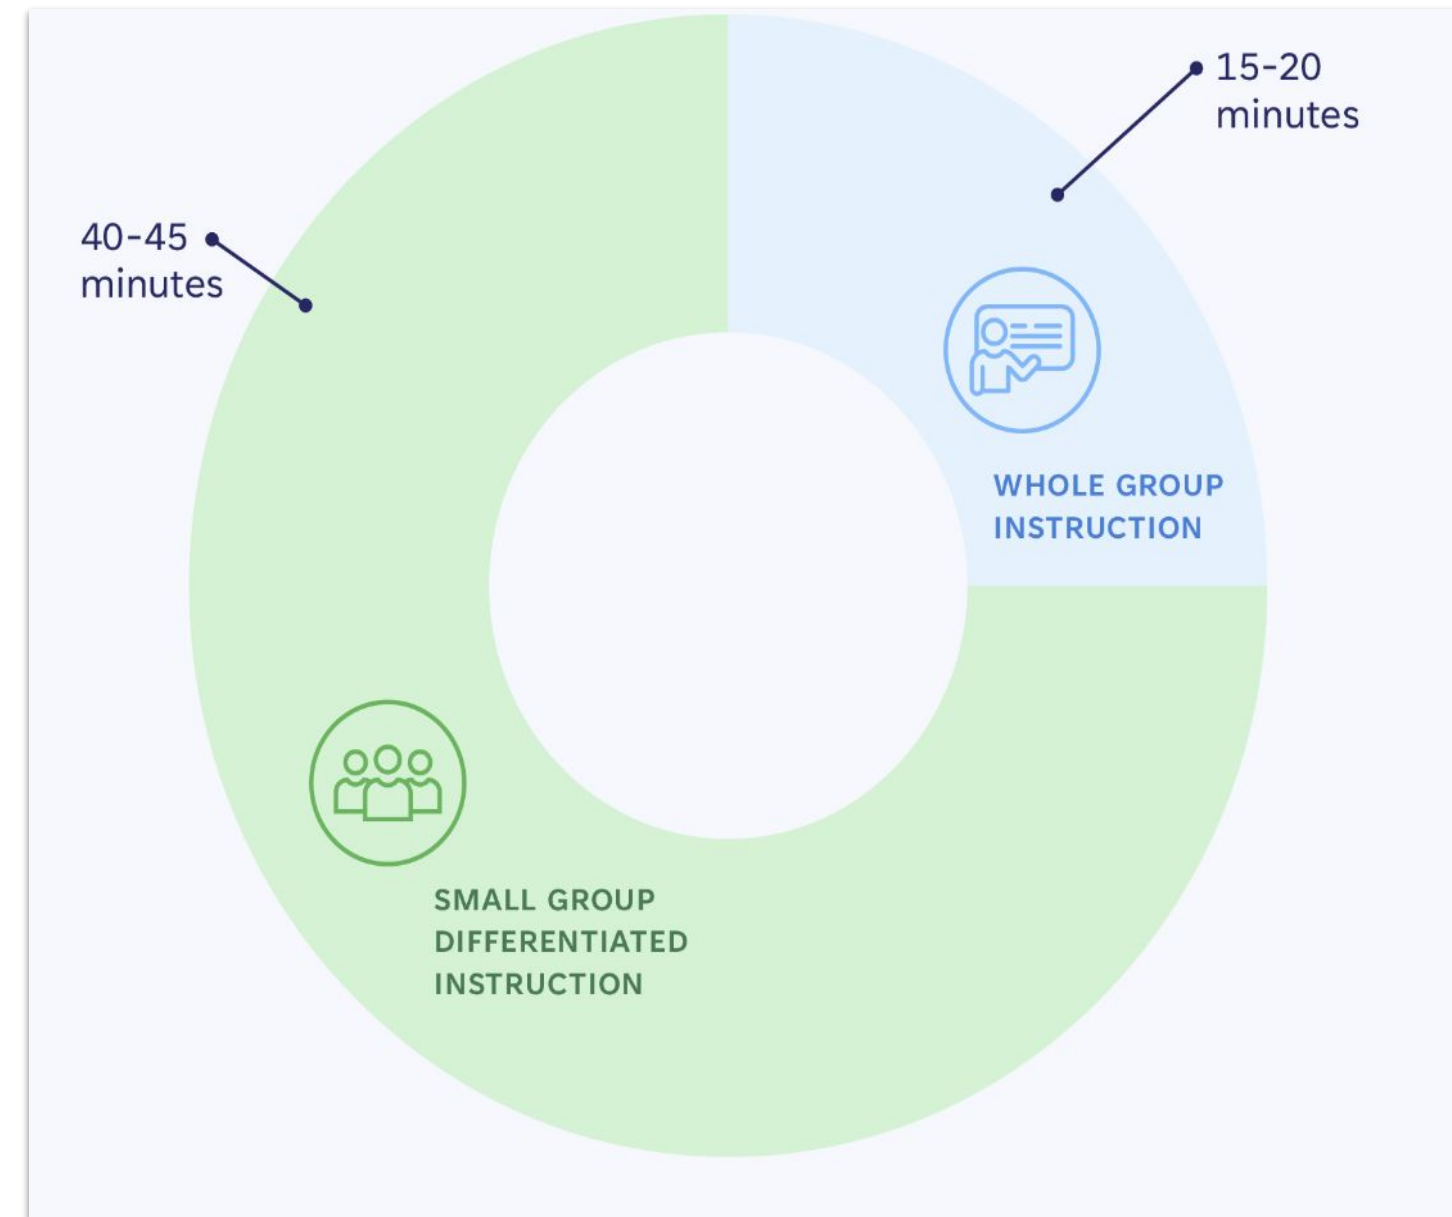 15-20
minutes
40-45
minutes
WHOLE GROUP
INSTRUCTION
SMALL GROUP
DIFFERENTIATED
INSTRUCTION